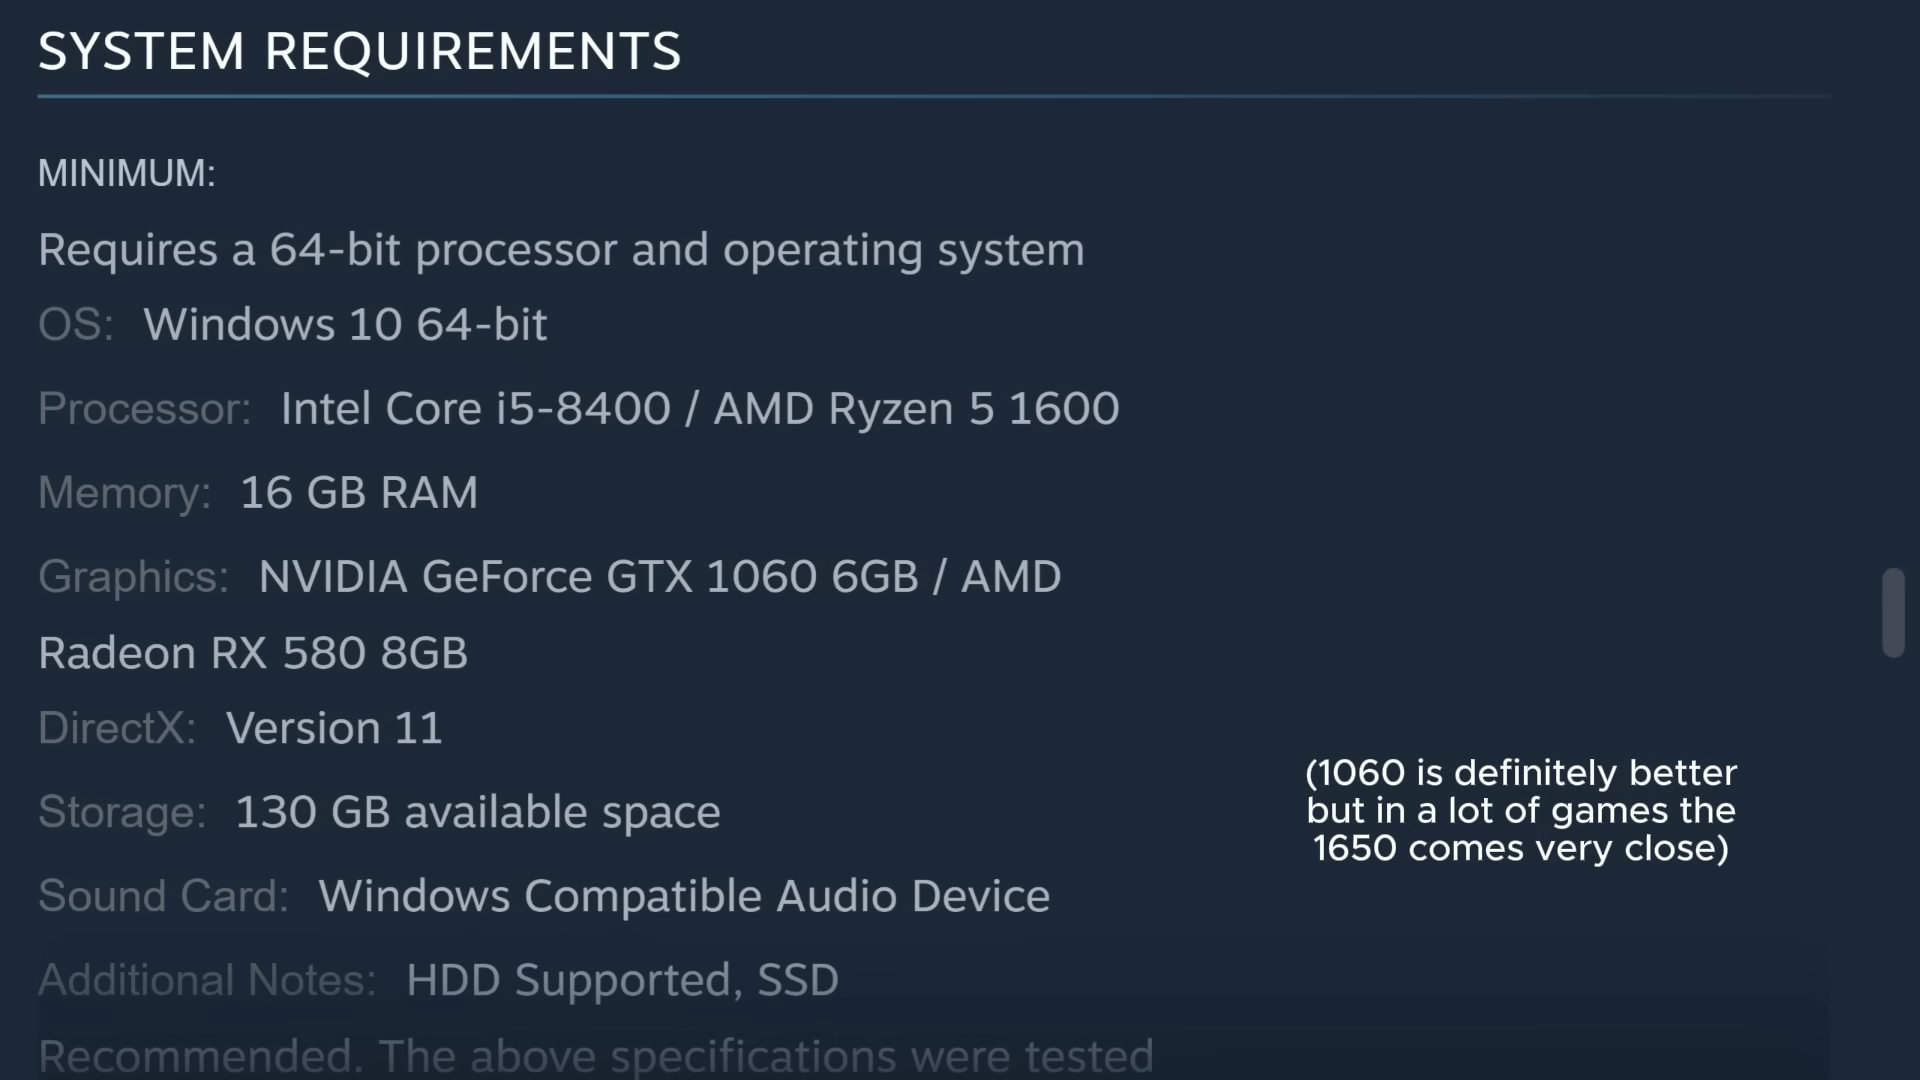 SYSTEM REQUIREMENTS
MINIMUM:
Requires a 64-bit processor and operating system
OS: Windows 10 64-bit
Processor: Intel Core i5-8400 / AMD Ryzen 5 1600
Memory: 16 GB RAM
Graphics: NVIDIA GeForce GTX 1060 6GB / AMD
Radeon RX 580 8GB
DirectX: Version 11
Storage: 130 GB available space
Sound Card: Windows Compatible Audio Device
Additional Notes: HDD Supported, SSD
Recommended. The above specifications were tested
(1060 is definitely better
but in a lot of games the
1650 comes very close)